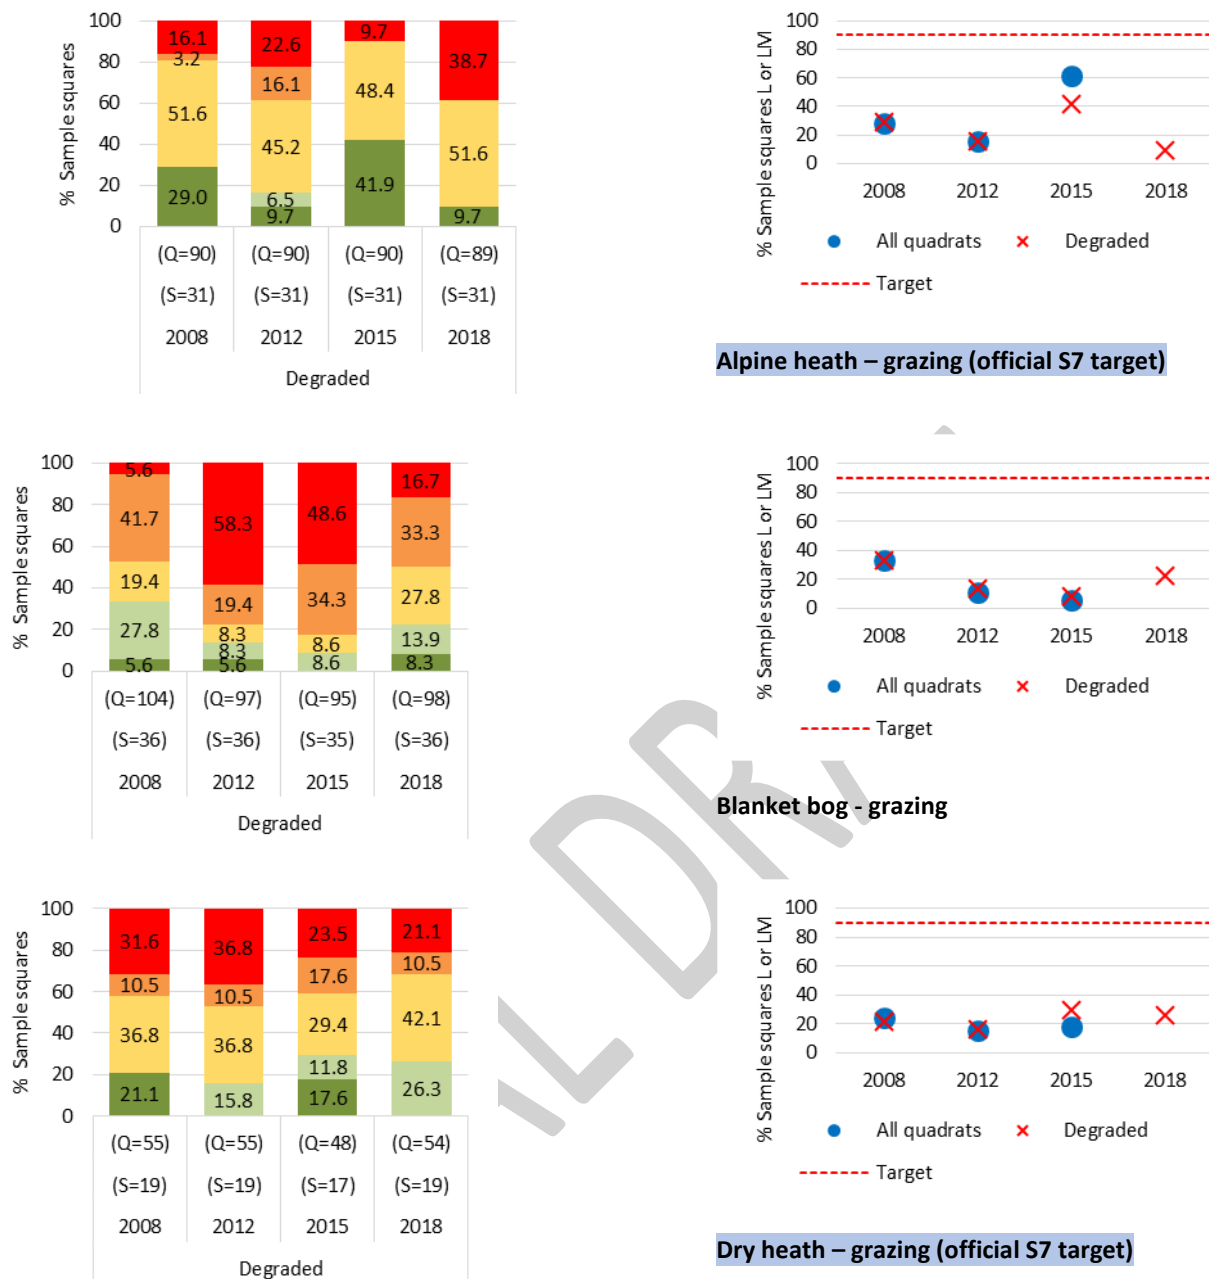 100
80
60
40
20
0
% Sample squares
16.1
3.2
51.6
29.0
22.6
16.1
45.2
6.5
9.7
9.7
48.4
41.9
38.7
51.6
9.7
(Q=90) (Q=90) (Q=90) (Q=89)
(S=31) (S=31) (S=31) (S=31)
2008 2012 2015 2018
Degraded
100
80
60
40
20
0
% Sample squares L or LM
2008 2012 2015 2018
All quadrats Degraded
Target
Alpine heath – grazing (official S7 target)
100
80
60
40
20
0
% Sample squares
5.6
41.7
19.4
27.8
5.6
58.3
19.4
8.3
8.3
5.6
48.6
34.3
8.6
8.6
16.7
33.3
27.8
13.9
8.3
(Q=104) (Q=97) (Q=95) (Q=98)
(S=36) (S=36) (S=35) (S=36)
2008 2012 2015 2018
Degraded
100
80
60
40
20
0
% Sample squares L or LM
2008 2012 2015 2018
All quadrats Degraded
Target
Blanket bog - grazing
100
80
60
40
20
0
% Sample squares
31.6
10.5
36.8
21.1
36.8
10.5
36.8
15.8
23.5
17.6
29.4
11.8
17.6
21.1
10.5
42.1
26.3
(Q=55) (Q=55) (Q=48) (Q=54)
(S=19) (S=19) (S=17) (S=19)
2008 2012 2015 2018
Degraded
100
80
60
40
20
0
% Sample squares L or LM
2008 2012 2015 2018
All quadrats Degraded
Target
Dry heath – grazing (official S7 target)